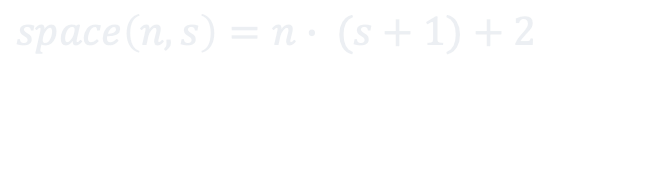 space(n, s) = n · (s + 1) + 2